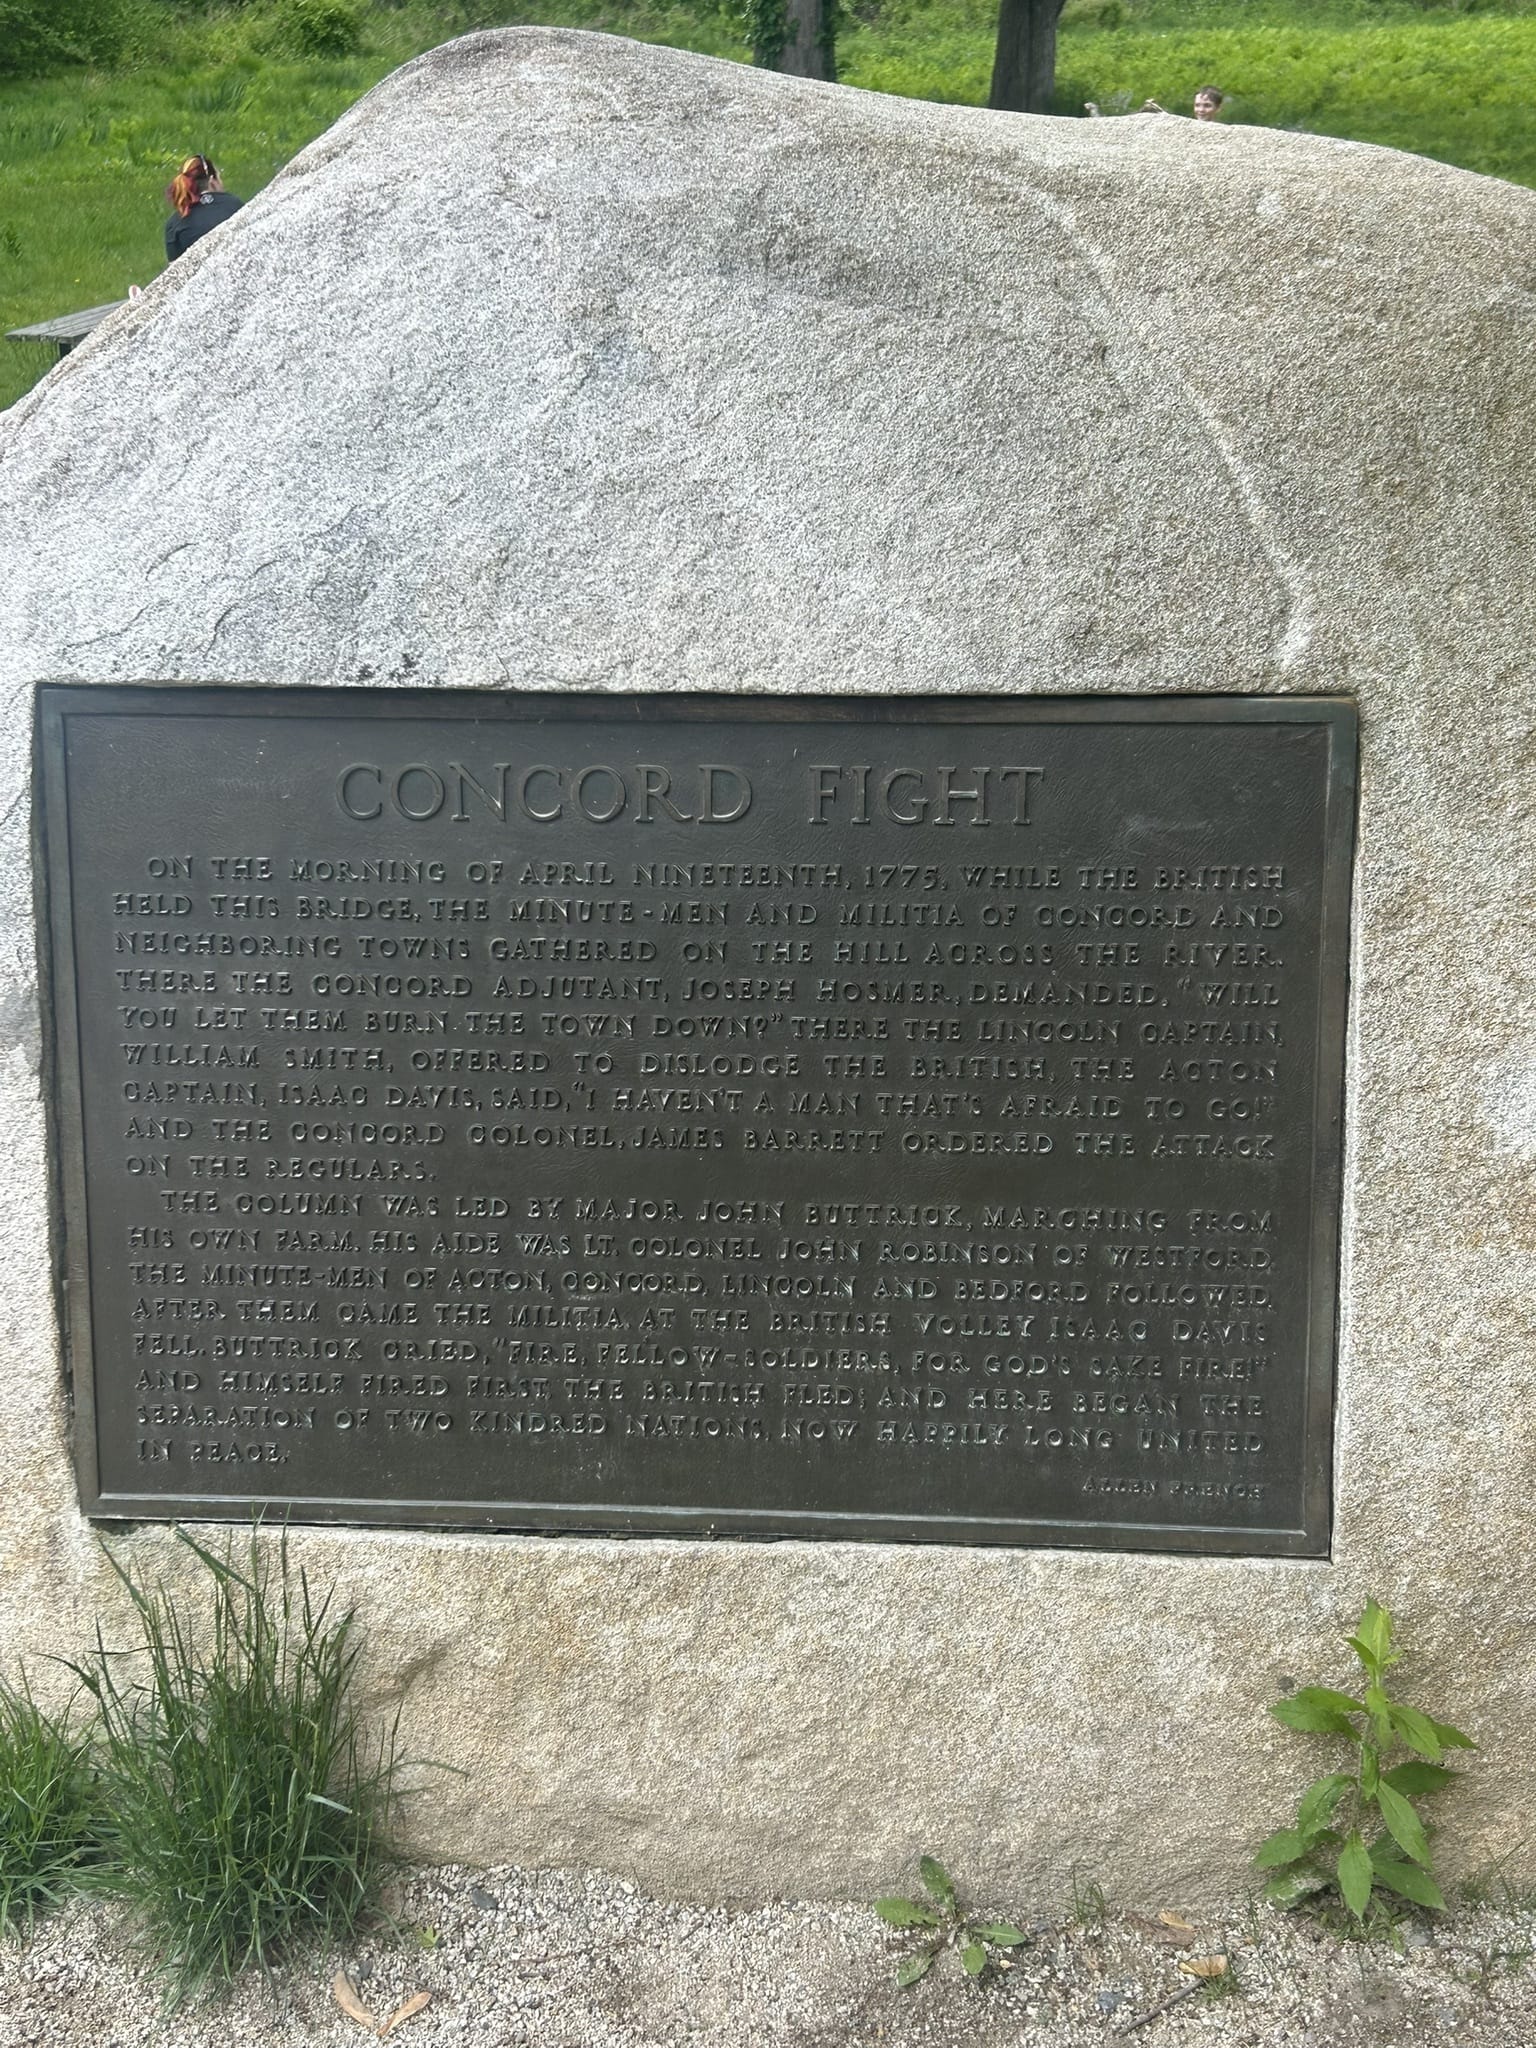 CONCORD FIGHT
ON THE MORNING OF APRIL NINETEENTH, 1775, WHILE THE BRITISH
HELD THIS BRIDGE, THE MINUTE-MEN AND MILITIA OF CONCORD AND
NEIGHBORING TOWNS GATHERED ON THE HILL ACROSS THE RIVER.
THERE THE CONCORD ADJUTANT, JOSEPH HOSMER, DEMANDED, "WILL
YOU LET THEM BURN THE TOWN DOWN?" THERE THE LINCOLN CAPTAIN,
WILLIAM SMITH, OFFERED TO DISLODGE THE BRITISH, THE ACTON
CAPTAIN, ISAAC DAVIS, SAID, "I HAVEN'T A MAN THAT'S AFRAID TO GO!"
AND THE CONCORD COLONEL, JAMES BARRETT ORDERED THE ATTACK
ON THE REGULARS.
THE COLUMN WAS LED BY MAJOR JOHN BUTTRICK, MARCHING FROM
HIS OWN FARM. HIS AIDE WAS LT. COLONEL JOHN ROBINSON OF WESTFORD.
THE MINUTE-MEN OF ACTON, CONCORD, LINCOLN AND BEDFORD FOLLOWED.
AFTER THEM CAME THE MILITIA. AT THE BRITISH VOLLEY ISAAC DAVIS
FELL. BUTTRICK CRIED, "FIRE, FELLOW-SOLDIERS, FOR GOD'S SAKE FIRE!"
AND HIMSELF FIRED FIRST. THE BRITISH FLED; AND HERE BEGAN THE
SEPARATION OF TWO KINDRED NATIONS, NOW HAPPILY LONG UNITED
IN PEACE.
ALLEN FRENCH